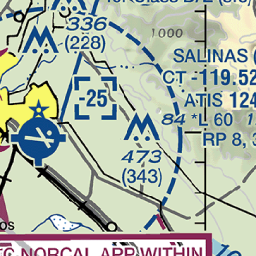 336
(228)
SALINAS (
CT - 119.52
-25
ATIS 124
84 *L 60
RP 8, 3
473
(343)
NORCAL APP WITHIN